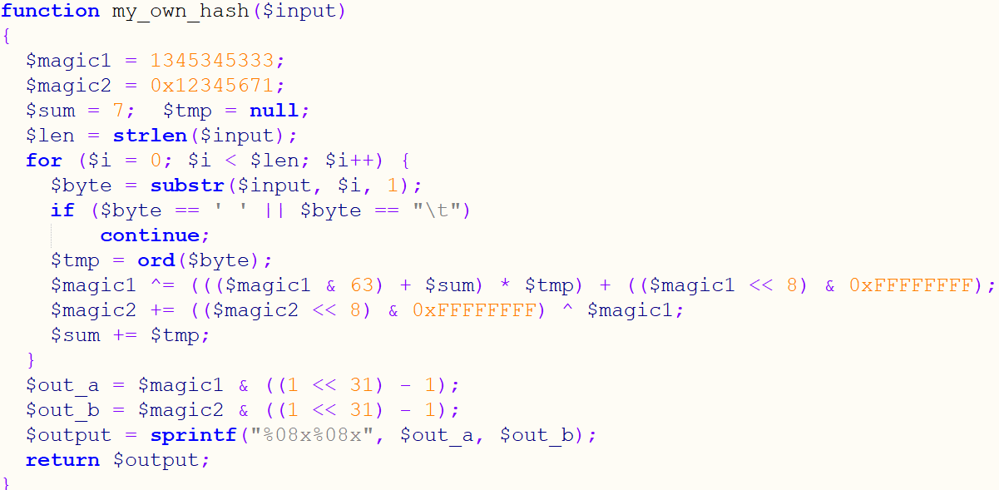 function my_own_hash($input)
{
  $magic1 = 1345345333;
  $magic2 = 0x12345671;
  $sum = 7;  $tmp = null;
  $len = strlen($input);
  for ($i = 0; $i < $len; $i++) {
    $byte = substr($input, $i, 1);
    if ($byte == ' ' || $byte == "\t")
        continue;
    $tmp = ord($byte);
    $magic1 ^= ((($magic1 & 63) + $sum) * $tmp) + (($magic1 << 8) & 0xFFFFFFFF);
    $magic2 += (($magic2 << 8) & 0xFFFFFFFF) ^ $magic1;
    $sum += $tmp;
  }
  $out_a = $magic1 & ((1 << 31) - 1);
  $out_b = $magic2 & ((1 << 31) - 1);
  $output = sprintf("%08x%08x", $out_a, $out_b);
  return $output;
}